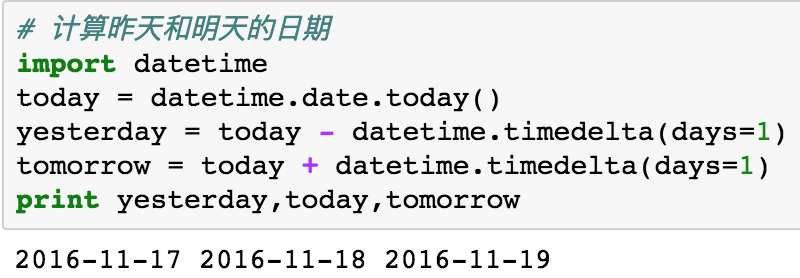 # 计算昨天和明天的日期
import datetime
today = datetime.date.today()
yesterday = today - datetime.timedelta(days=1)
tomorrow = today + datetime.timedelta(days=1)
print yesterday,today,tomorrow
2016-11-17 2016-11-18 2016-11-19